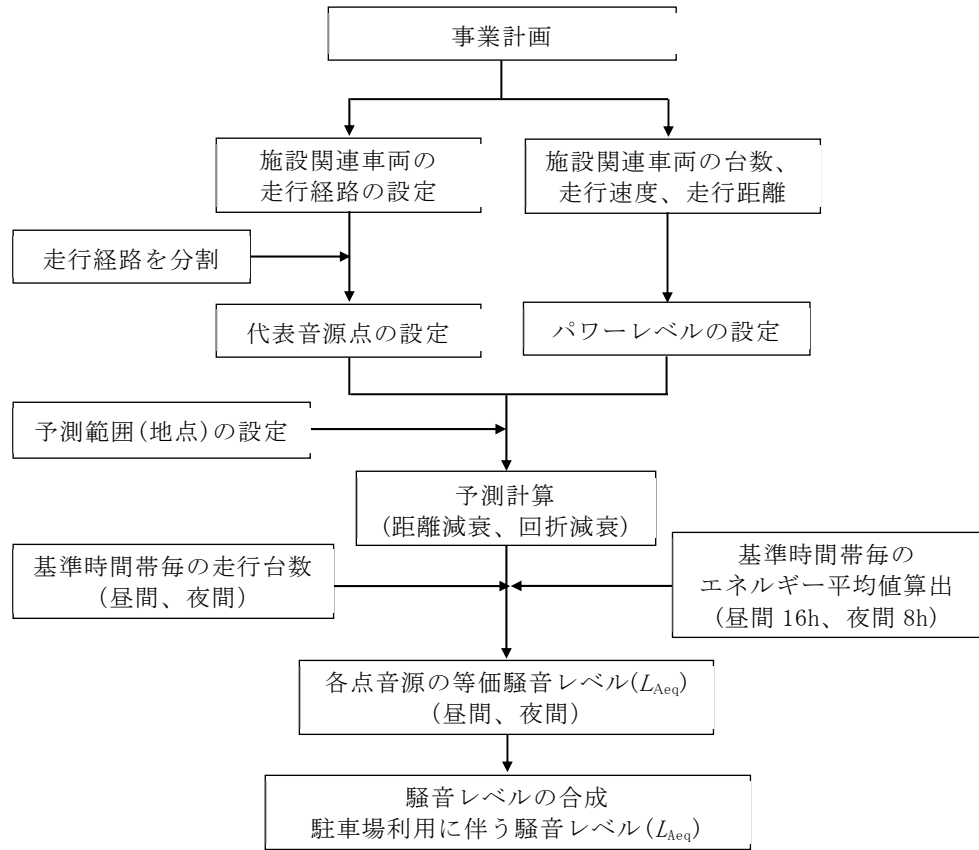 事業計画
施設関連車両の
走行経路の設定
施設関連車両の台数、
走行速度、走行距離
走行経路を分割
代表音源点の設定
パワーレベルの設定
予測範囲(地点)の設定
予測計算
(距離減衰、回折減衰)
基準時間帯毎の走行台数
(昼間、夜間)
基準時間帯毎の
エネルギー平均値算出
(昼間 16h、夜間 8h)
各点音源の等価騒音レベル(LAeq)
(昼間、夜間)
騒音レベルの合成
駐車場利用に伴う騒音レベル(LAeq)